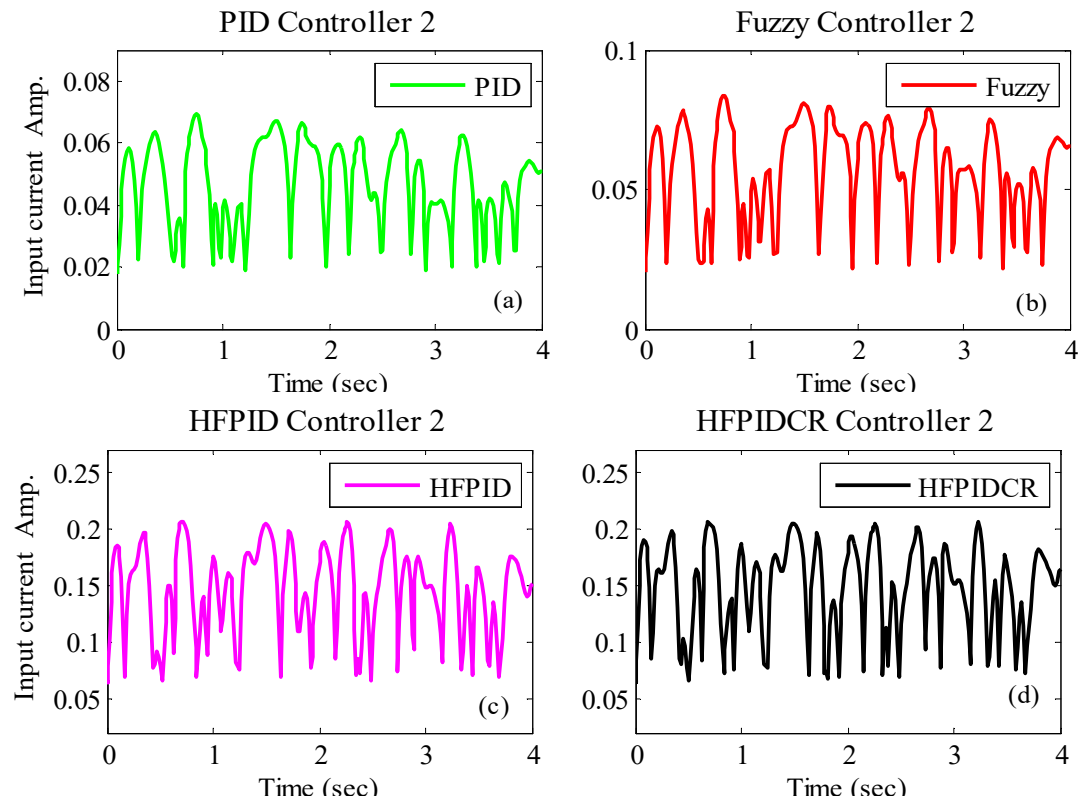 PID Controller 2
Fuzzy Controller 2
Input current Amp.
0.08
0.06
0.04
0.02
0
PID
(a)
0 1 2 3 4
Time (sec)
0.1
0.05
0
Fuzzy
(b)
0 1 2 3 4
Time (sec)
HFPID Controller 2
HFPIDCR Controller 2
Input current Amp.
0.25
0.2
0.15
0.1
0.05
HFPID
(c)
0 1 2 3 4
Time (sec)
0.25
0.2
0.15
0.1
0.05
HFPIDCR
(d)
0 1 2 3 4
Time (sec)